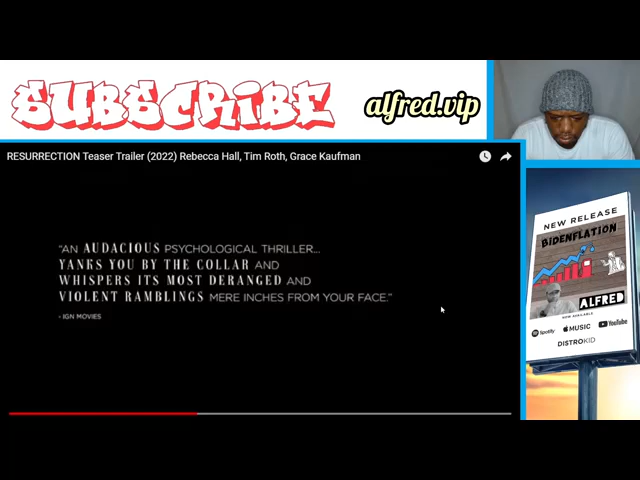 SUBSCRIBE
alfred.vip
RESURRECTION Teaser Trailer (2022) Rebecca Hall, Tim Roth, Grace Kaufman
"AN AUDACIOUS PSYCHOLOGICAL THRILLER...
YANKS YOU BY THE COLLAR AND
WHISPERS ITS MOST DERANGED AND
VIOLENT RAMBLINGS MERE INCHES FROM YOUR FACE."
- IGN MOVIES
NEW RELEASE
BIDENFLATION
ALFRED
NOW AVAILABLE
Spotify MUSIC YouTube
DISTROKID